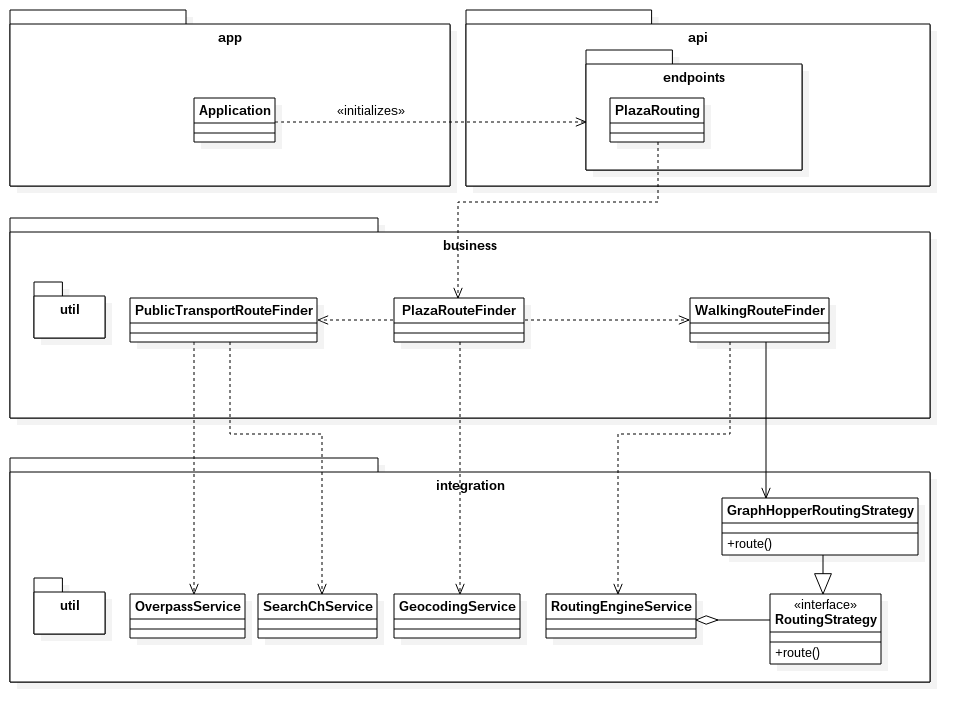 app
api
endpoints
Application
«initializes»
PlazaRouting
business
util
PublicTransportRouteFinder
PlazaRouteFinder
WalkingRouteFinder
integration
GraphHopperRoutingStrategy
+route()
util
OverpassService
SearchChService
GeocodingService
RoutingEngineService
«interface»
RoutingStrategy
+route()